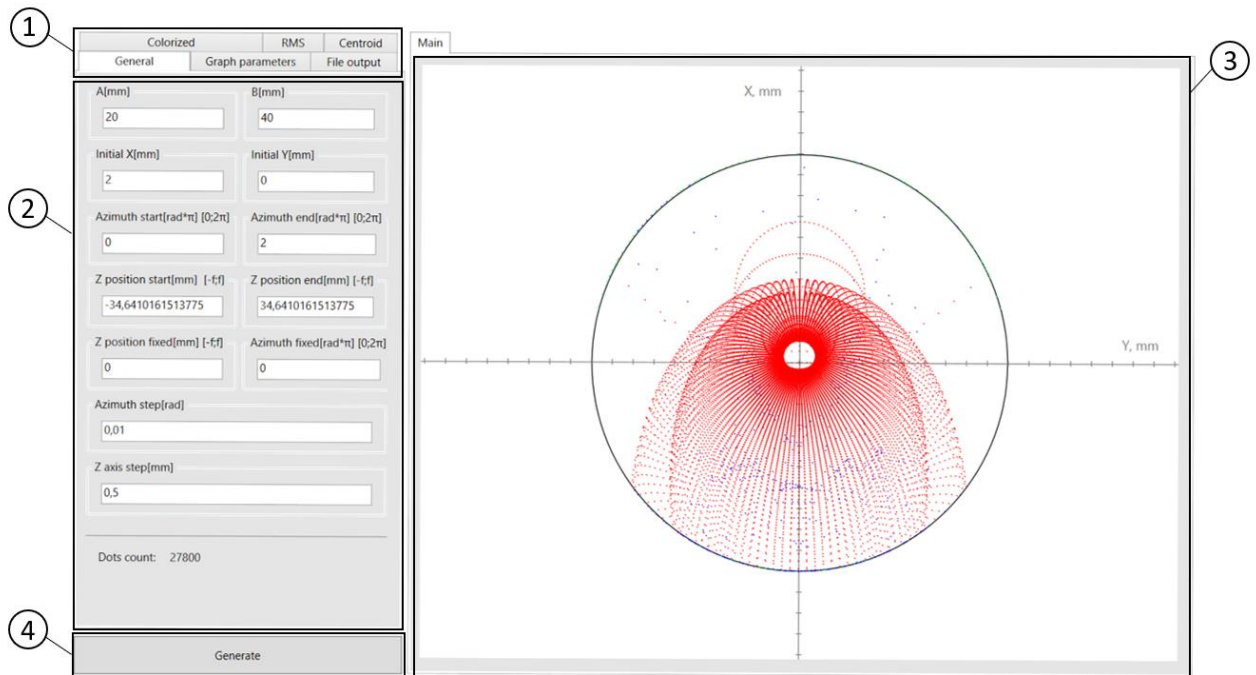 1
Colorized RMS Centroid
General Graph parameters File output
Main
3
2
4
A[mm] B[mm]
20 40
Initial X[mm] Initial Y[mm]
2 0
Azimuth start[rad*π] [0;2π] Azimuth end[rad*π] [0;2π]
0 2
Z position start[mm] [-f;f] Z position end[mm] [-f;f]
-34,6410161513775 34,6410161513775
Z position fixed[mm] [-f;f] Azimuth fixed[rad*π] [0;2π]
0 0
Azimuth step[rad]
0,01
Z axis step[mm]
0,5
Dots count: 27800
Generate
X, mm
Y, mm